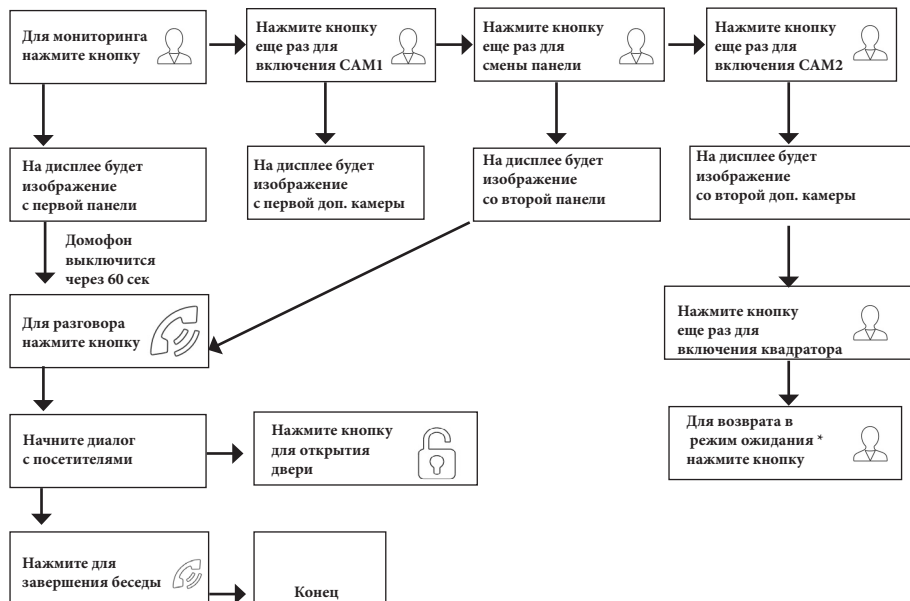 Для мониторинга
нажмите кнопку
Нажмите кнопку
еще раз для
включения CAM1
Нажмите кнопку
еще раз для
смены панели
Нажмите кнопку
еще раз для
включения CAM2
На дисплее будет
изображение
с первой панели
На дисплее будет
изображение
с первой доп. камеры
На дисплее будет
изображение
со второй панели
На дисплее будет
изображение
со второй доп. камеры
Домофон
выключится
через 60 сек
Для разговора
нажмите кнопку
Нажмите кнопку
еще раз для
включения квадратора
Начните диалог
с посетителями
Нажмите кнопку
для открытия
двери
Для возврата в
режим ожидания *
нажмите кнопку
Нажмите для
завершения беседы
Конец